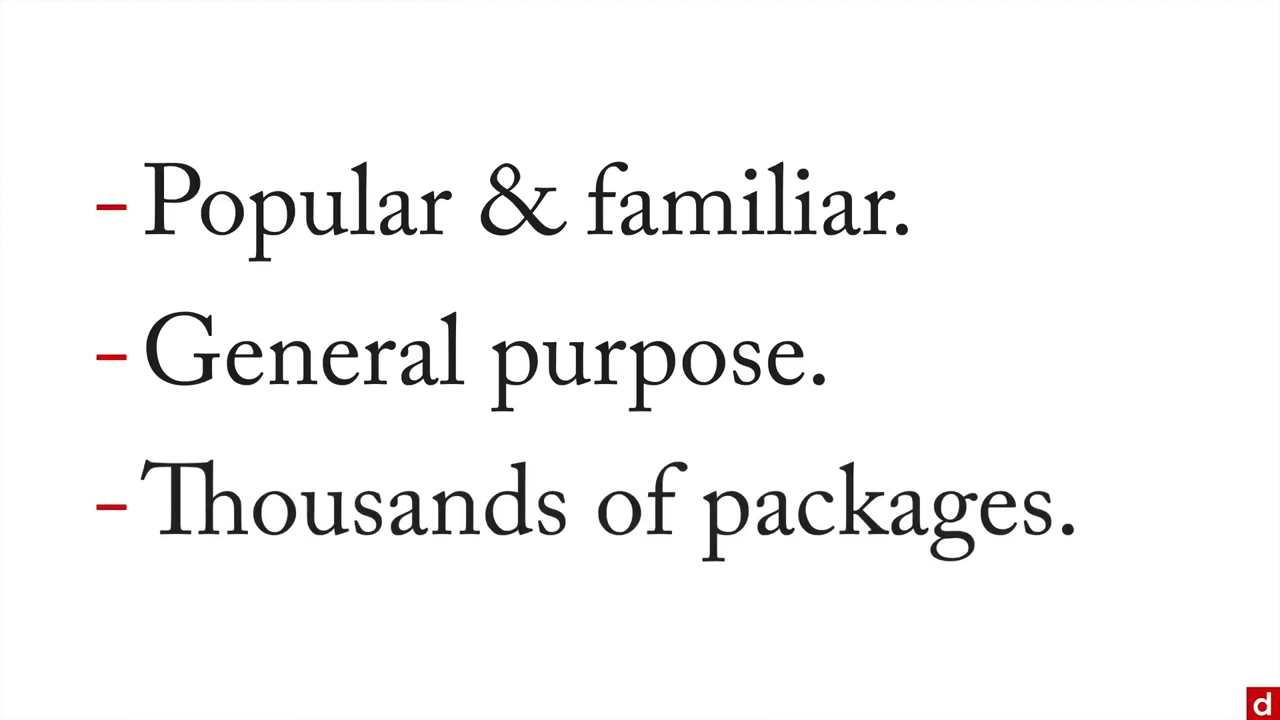 - Popular & familiar.
- General purpose.
- Thousands of packages.
d